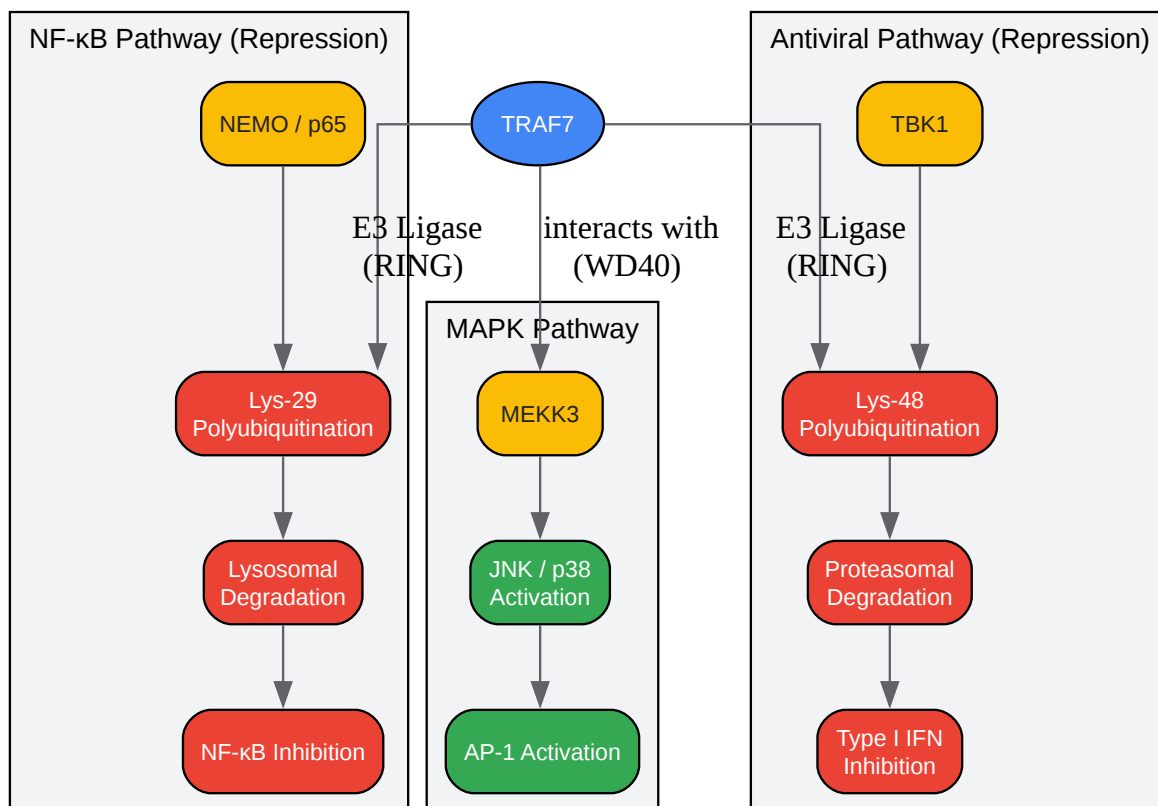 NF-κB Pathway (Repression)
Antiviral Pathway (Repression)
NEMO / p65
TRAF7
TBK1
E3 Ligase
(RING)
interacts with
(WD40)
E3 Ligase
(RING)
MAPK Pathway
Lys-29
Polyubiquitination
MEKK3
Lys-48
Polyubiquitination
Lysosomal
Degradation
JNK / p38
Activation
Proteasomal
Degradation
NF-κB Inhibition
AP-1 Activation
Type I IFN
Inhibition